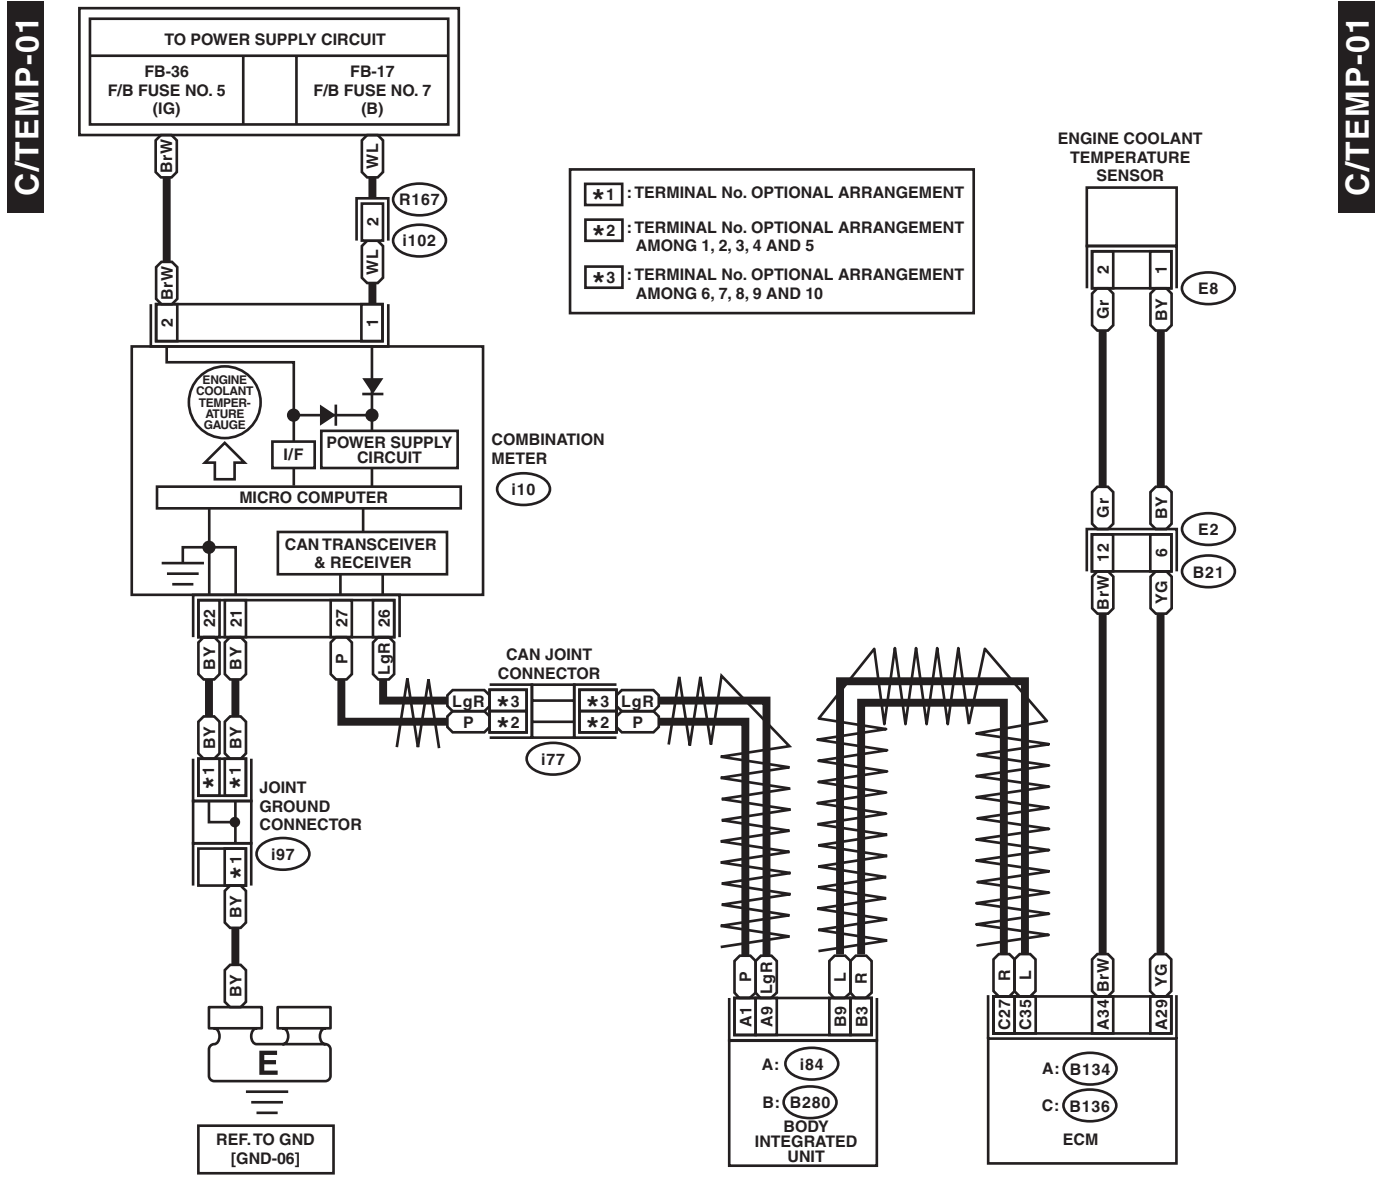 C/TEMP-01
C/TEMP-01
TO POWER SUPPLY CIRCUIT
FB-36
F/B FUSE NO. 5
(IG)
FB-17
F/B FUSE NO. 7
(B)
BrW
WL
R167
2
i102
BrW
WL
2
1
*1 : TERMINAL No. OPTIONAL ARRANGEMENT
*2 : TERMINAL No. OPTIONAL ARRANGEMENT
AMONG 1, 2, 3, 4 AND 5
*3 : TERMINAL No. OPTIONAL ARRANGEMENT
AMONG 6, 7, 8, 9 AND 10
ENGINE COOLANT
TEMPERATURE
SENSOR
2
1
E8
Gr
BY
Gr
BY
E2
12
6
B21
BrW
YG
ENGINE
COOLANT
TEMPER-
ATURE
GAUGE
I/F
POWER SUPPLY
CIRCUIT
MICRO COMPUTER
CAN TRANSCEIVER
& RECEIVER
COMBINATION
METER
i10
22
21
27
26
BY
BY
P
LgR
CAN JOINT
CONNECTOR
LgR
*3
*3
LgR
P
*2
*2
P
i77
BY
BY
*1
*1
JOINT
GROUND
CONNECTOR
i97
*1
BY
BY
E
REF. TO GND
[GND-06]
P
LgR
L
R
A1
A9
B9
B3
A: i84
B: B280
BODY
INTEGRATED
UNIT
R
L
BrW
YG
C27
C35
A34
A29
A: B134
C: B136
ECM